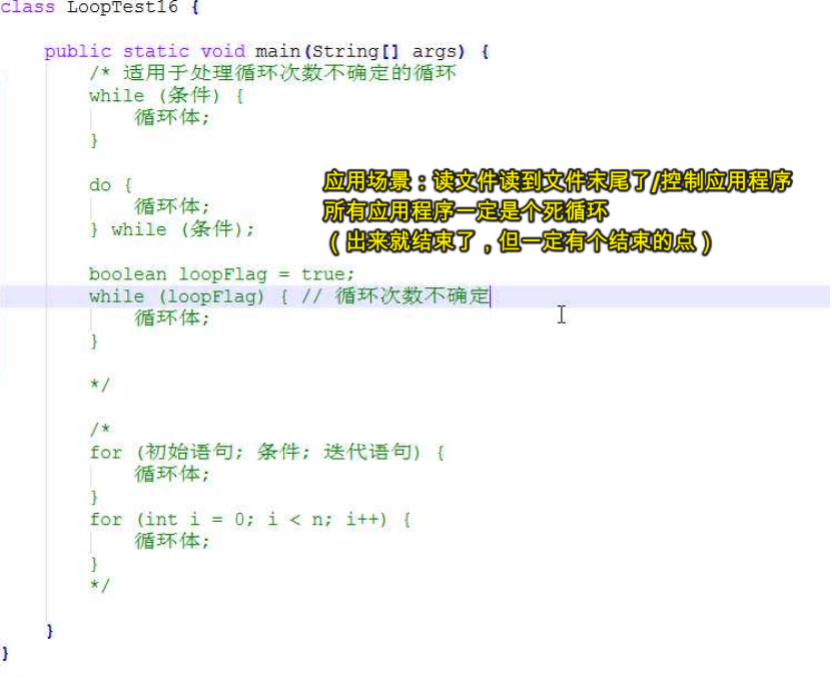 class LoopTest16 {
public static void main(String[] args) {
/* 适用于处理循环次数不确定的循环
while (条件) {
循环体;
}
do {
循环体;
} while (条件);
应用场景：读文件读到文件末尾了/控制应用程序
所有应用程序一定是个死循环
（出来就结束了，但一定有个结束的点）
boolean loopFlag = true;
while (loopFlag) { // 循环次数不确定
循环体;
}
*/
/*
for (初始语句; 条件; 迭代语句) {
循环体;
}
for (int i = 0; i < n; i++) {
循环体;
}
*/
}
}